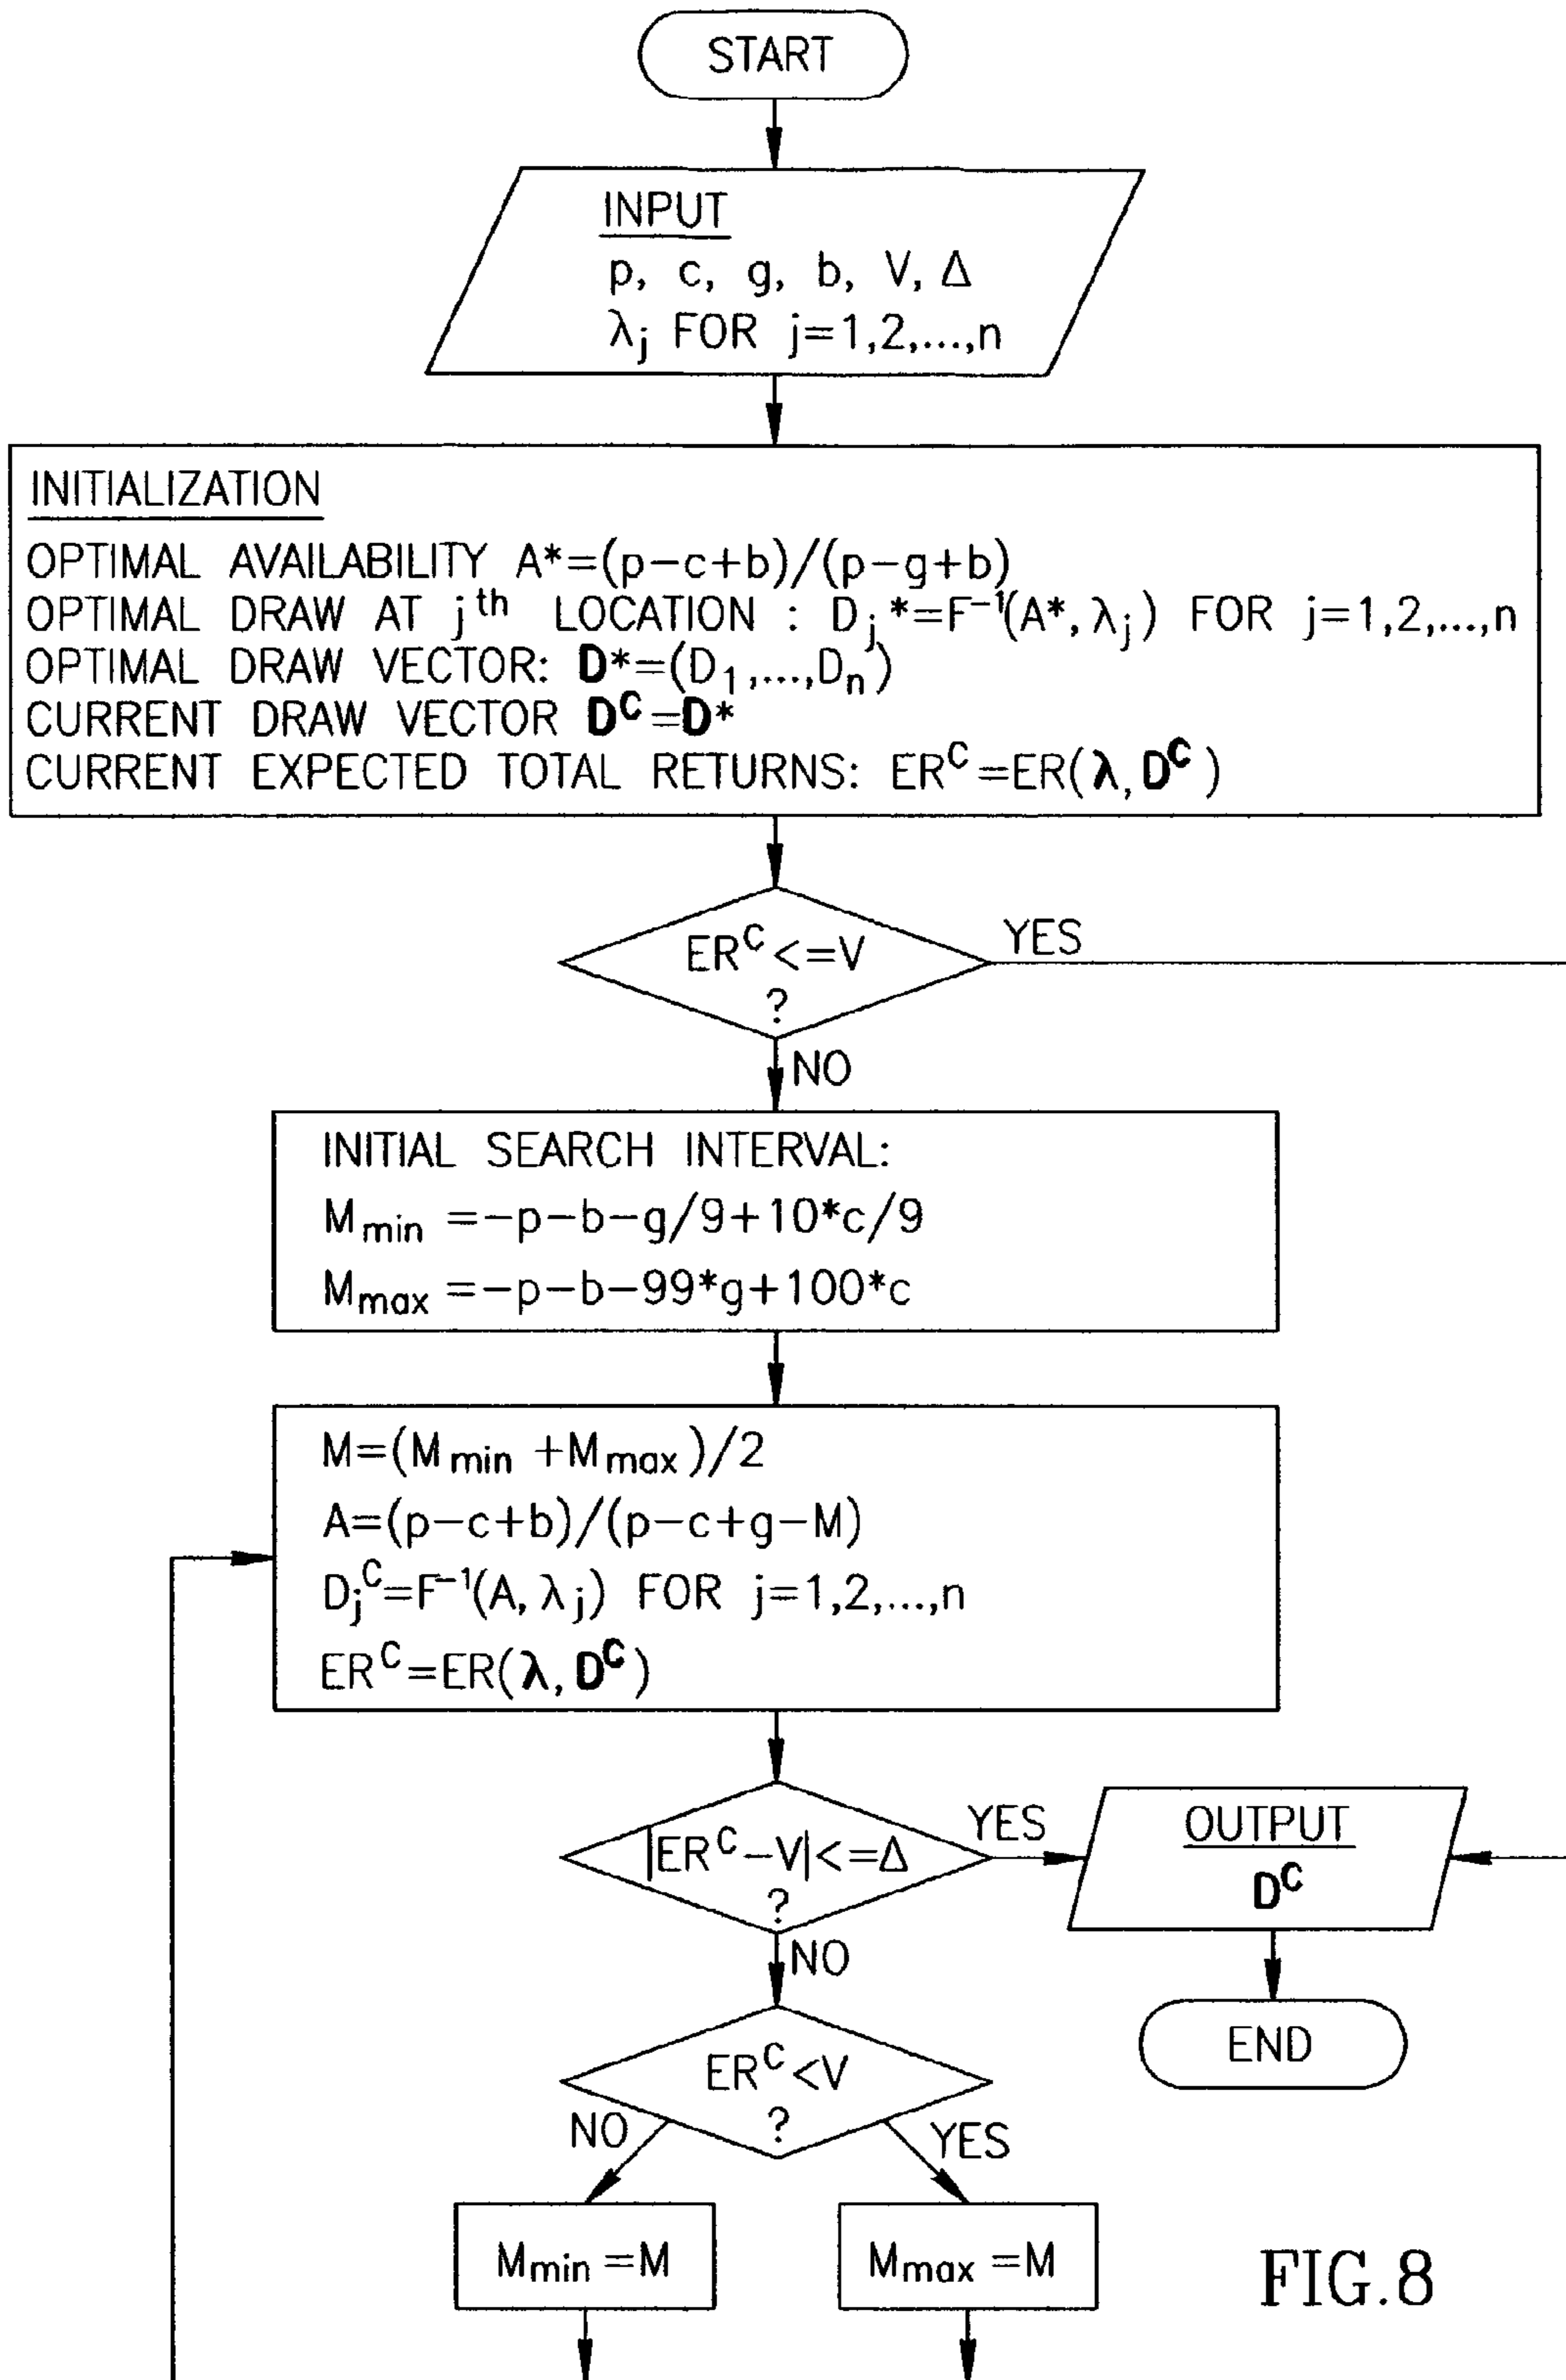 START
INPUT
p, c, g, b, V, Δ
λj FOR j=1,2,...,n
INITIALIZATION
OPTIMAL AVAILABILITY A*=(p-c+b)/(p-g+b)
OPTIMAL DRAW AT jth LOCATION : Dj*=F⁻¹(A*, λj) FOR j=1,2,...,n
OPTIMAL DRAW VECTOR: D*=(D1,...,Dn)
CURRENT DRAW VECTOR Dᶜ=D*
CURRENT EXPECTED TOTAL RETURNS: ERᶜ=ER(λ, Dᶜ)
ERᶜ<=V
?
YES
NO
INITIAL SEARCH INTERVAL:
Mmin =-p-b-g/9+10*c/9
Mmax =-p-b-99*g+100*c
M=(Mmin +Mmax)/2
A=(p-c+b)/(p-c+g-M)
Djᶜ=F⁻¹(A, λj) FOR j=1,2,...,n
ERᶜ=ER(λ, Dᶜ)
|ERᶜ-V|<=Δ
?
YES
NO
OUTPUT
Dᶜ
END
ERᶜ<V
?
NO
YES
Mmin =M
Mmax =M
FIG.8